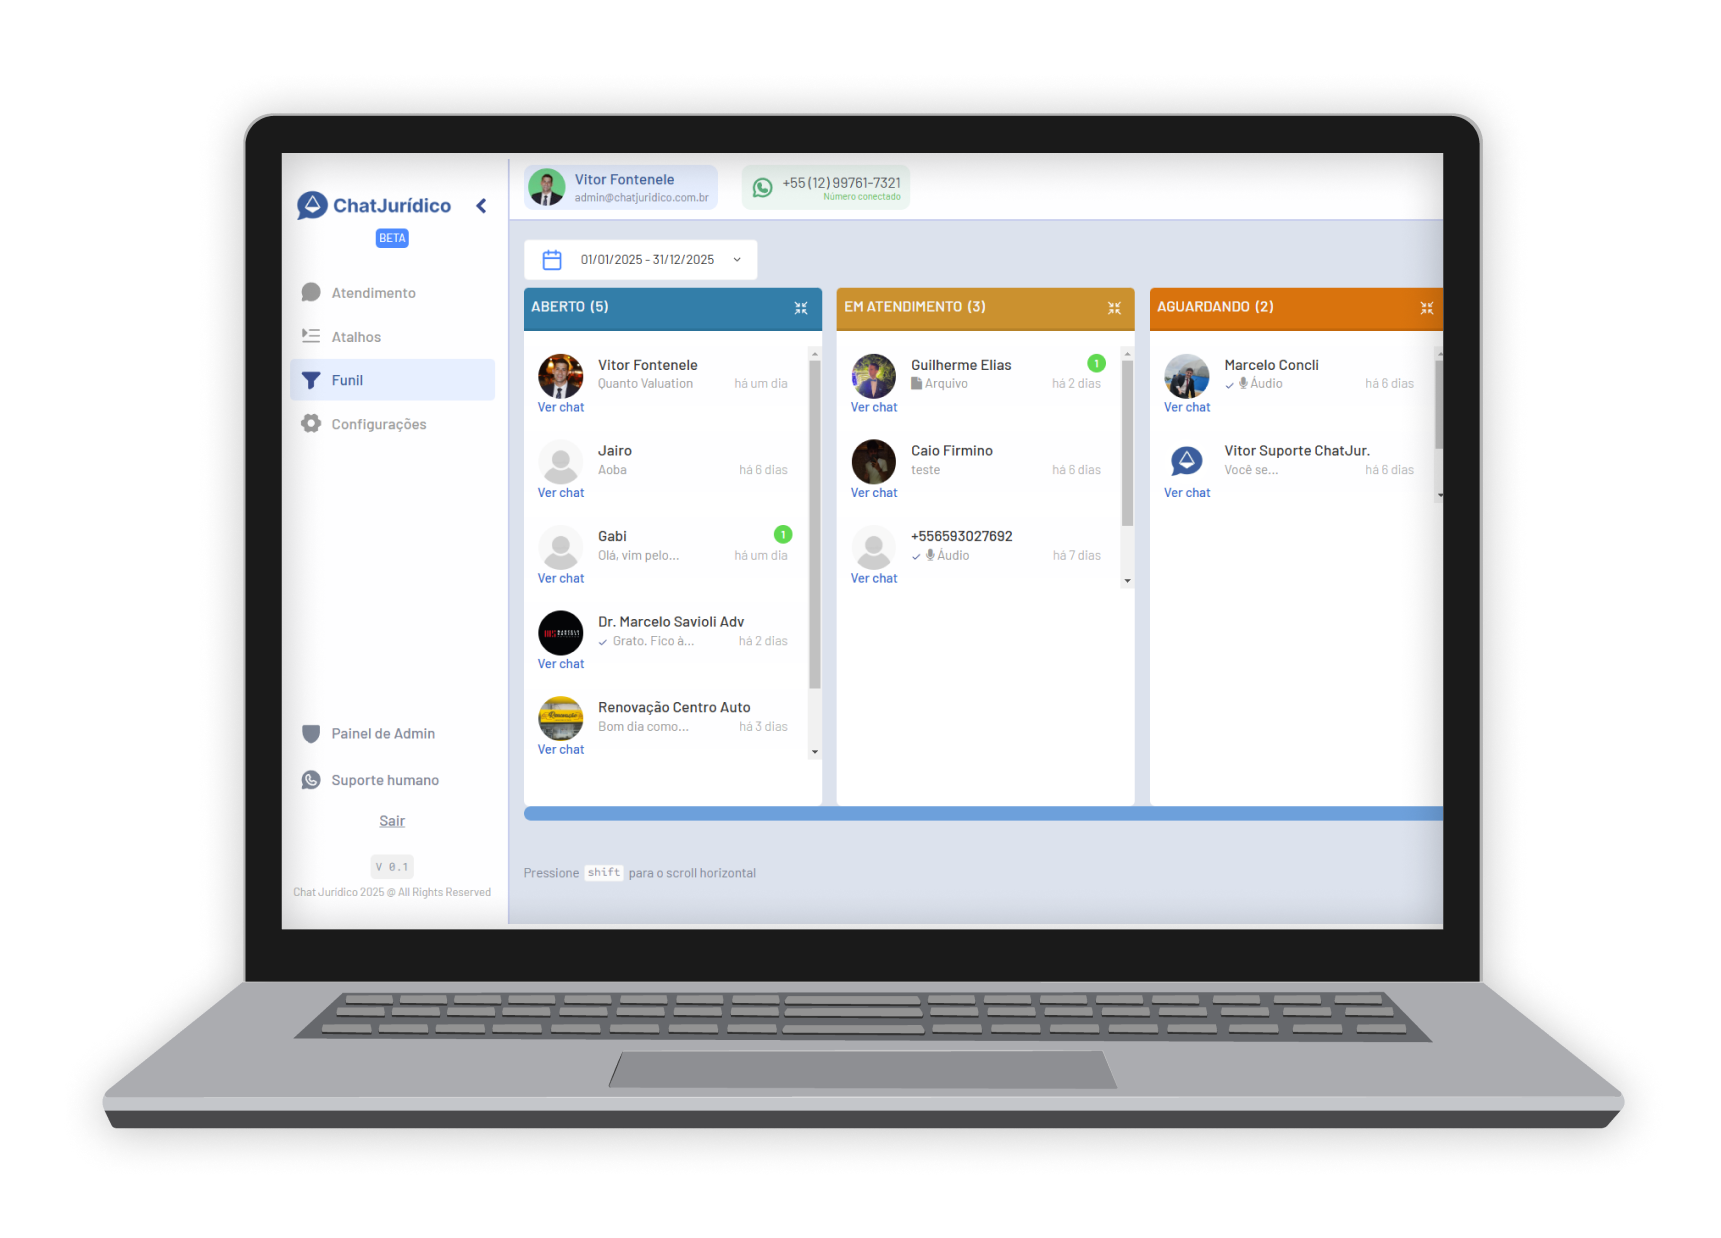 ChatJurídico
BETA
Atendimento
Atalhos
Funil
Configurações
Painel de Admin
Suporte humano
Sair
V 0.1
Chat Jurídico 2025 @ All Rights Reserved
Vitor Fontenele
admin@chatjuridico.com.br
+55 (12) 99761-7321
Número conectado
01/01/2025 - 31/12/2025
ABERTO (5)
Vitor Fontenele
Quanto Valuation há um dia
Ver chat
Jairo
Aoba há 6 dias
Ver chat
Gabi 1
Olá, vim pelo... há um dia
Ver chat
Dr. Marcelo Savioli Adv
Grato. Fico à... há 2 dias
Ver chat
Renovação Centro Auto
Bom dia como... há 3 dias
Ver chat
EM ATENDIMENTO (3)
Guilherme Elias 1
Arquivo há 2 dias
Ver chat
Caio Firmino
teste há 6 dias
Ver chat
+556593027692
Áudio há 7 dias
Ver chat
AGUARDANDO (2)
Marcelo Concli
Áudio há 6 dias
Ver chat
Vitor Suporte ChatJur.
Você se... há 6 dias
Ver chat
Pressione shift para o scroll horizontal